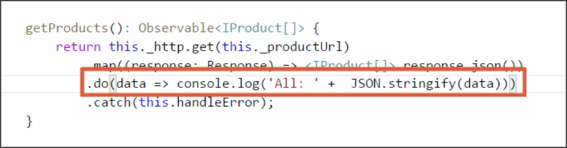 getProducts(): Observable<IProduct[]> {
return this._http.get(this._productUrl)
.map((response: Response) => <IProduct[]> response.json())
.do(data => console.log('All: ' + JSON.stringify(data)))
.catch(this.handleError);
}